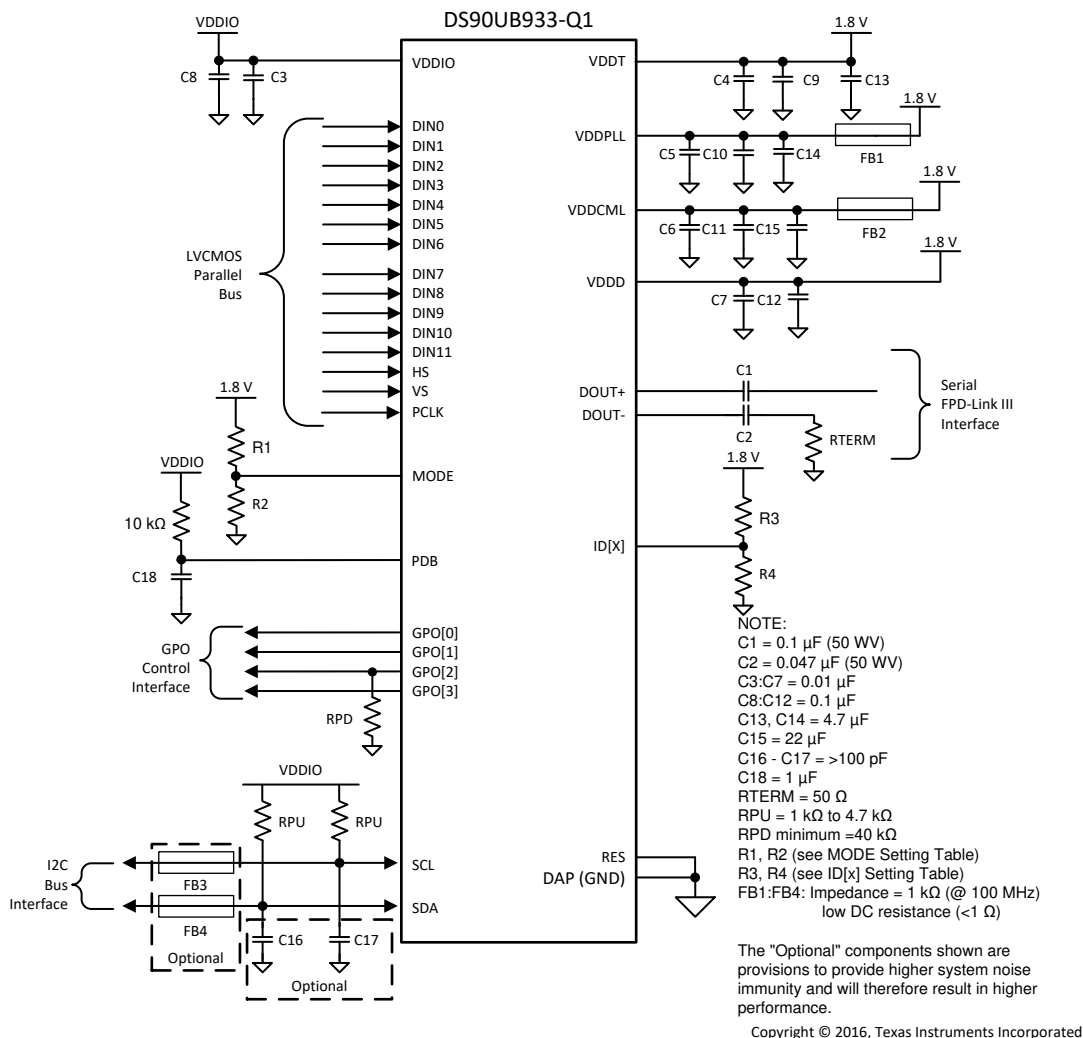 DS90UB933-Q1
VDDIO
C8
C3
VDDIO
DIN0
DIN1
DIN2
DIN3
DIN4
DIN5
DIN6
DIN7
DIN8
DIN9
DIN10
DIN11
HS
VS
PCLK
LVCMOS
Parallel
Bus
1.8 V
R1
R2
MODE
VDDIO
10 kΩ
C18
PDB
GPO[0]
GPO[1]
GPO[2]
GPO[3]
GPO
Control
Interface
RPD
VDDIO
RPU
RPU
I2C
Bus
Interface
FB3
FB4
Optional
SCL
SDA
C16
C17
Optional
1.8 V
VDDT
C4
C9
C13
1.8 V
VDDPLL
C5
C10
C14
FB1
1.8 V
VDDCML
C6
C11
C15
FB2
1.8 V
VDDD
C7
C12
C1
DOUT+
DOUT-
C2
RTERM
Serial
FPD-Link III
Interface
1.8 V
R3
ID[X]
R4
RES
DAP (GND)
NOTE:
C1 = 0.1 µF (50 WV)
C2 = 0.047 µF (50 WV)
C3:C7 = 0.01 µF
C8:C12 = 0.1 µF
C13, C14 = 4.7 µF
C15 = 22 µF
C16 - C17 = >100 pF
C18 = 1 µF
RTERM = 50 Ω
RPU = 1 kΩ to 4.7 kΩ
RPD minimum =40 kΩ
R1, R2 (see MODE Setting Table)
R3, R4 (see ID[x] Setting Table)
FB1:FB4: Impedance = 1 kΩ (@ 100 MHz)
low DC resistance (<1 Ω)
The "Optional" components shown are
provisions to provide higher system noise
immunity and will therefore result in higher
performance.
Copyright © 2016, Texas Instruments Incorporated